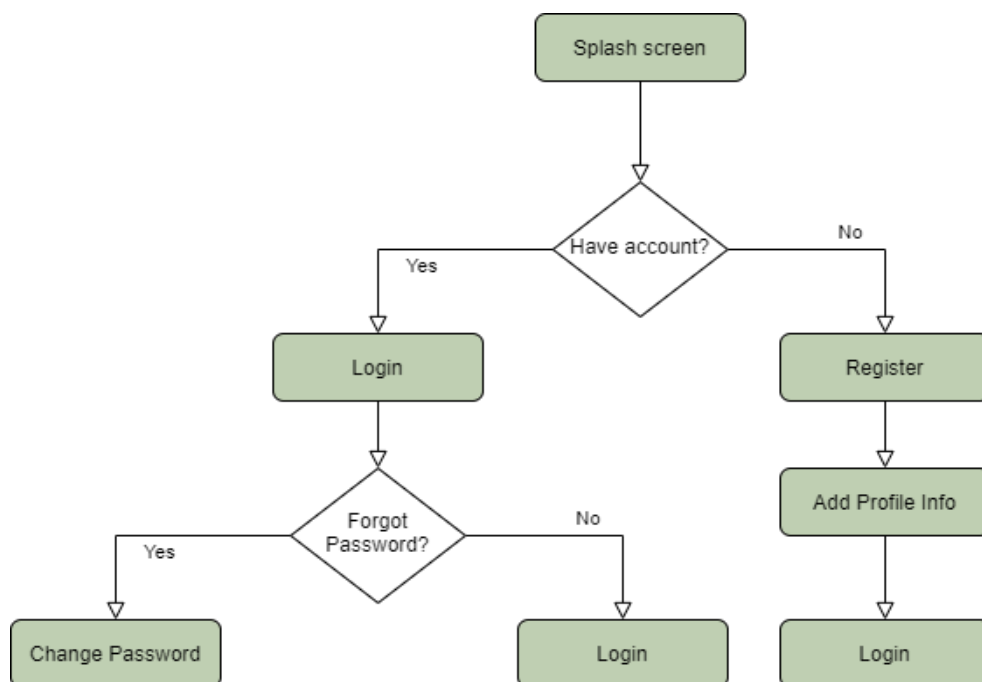 Splash screen
Have account?
No
Yes
Login
Register
Forgot
Password?
No
Yes
Add Profile Info
Change Password
Login
Login